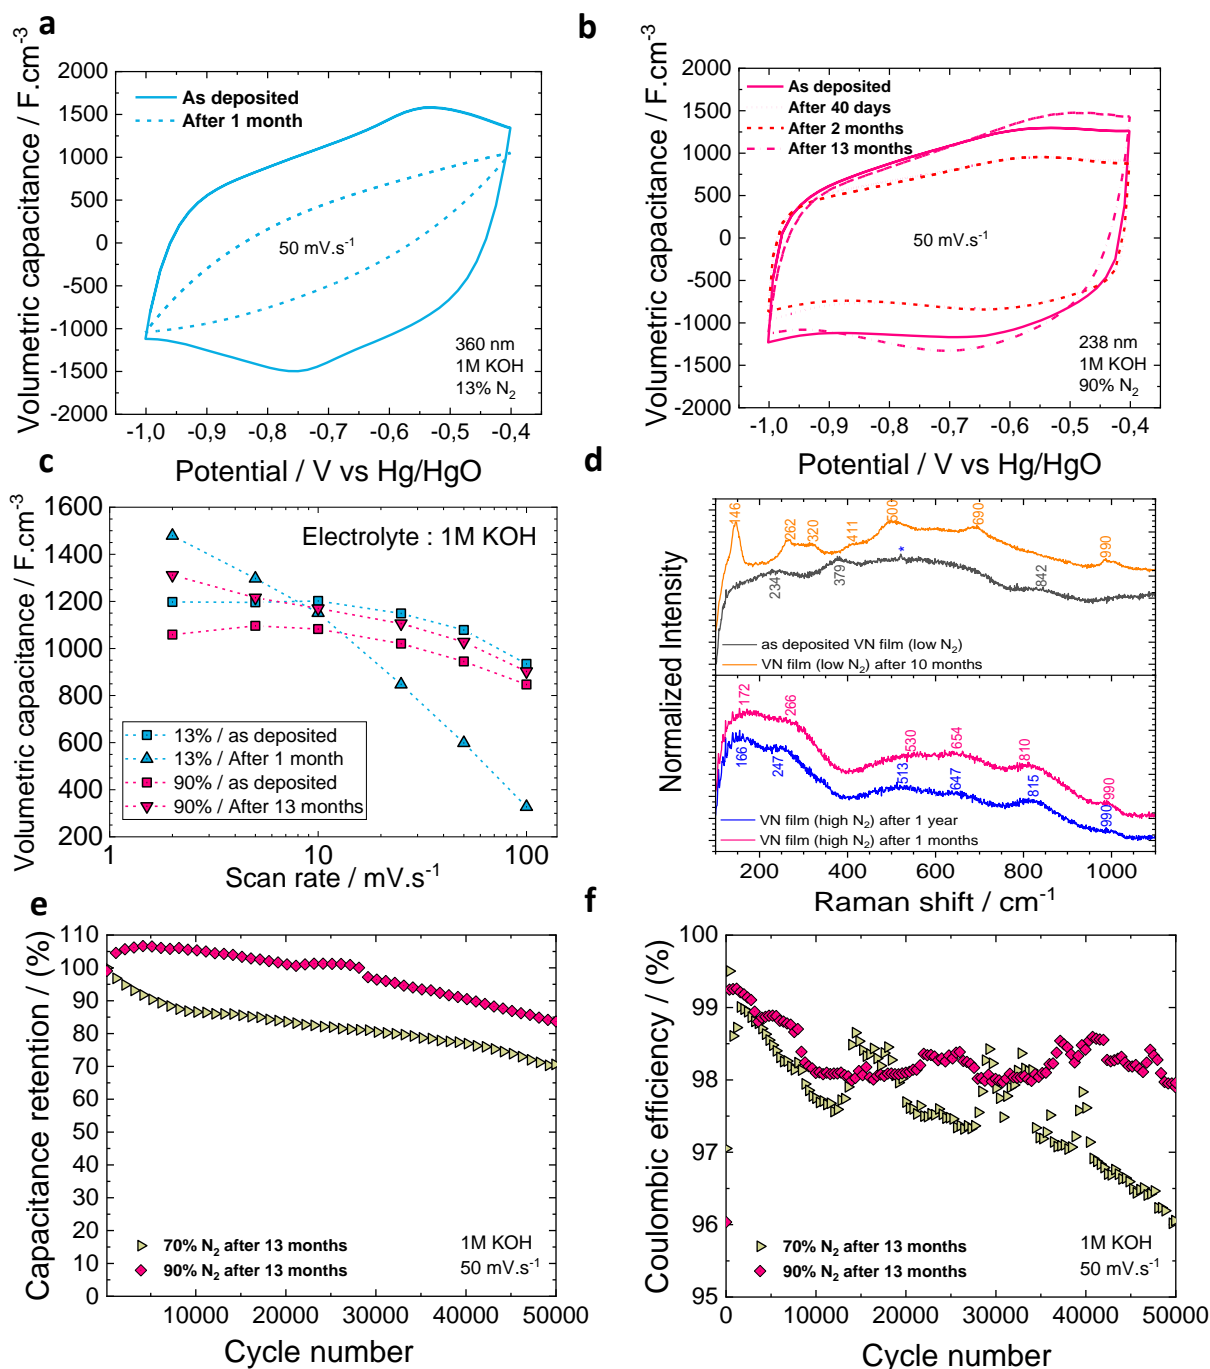 a
Volumetric capacitance / F.cm⁻³
2000
1500
1000
500
0
-500
-1000
-1500
-2000
As deposited
After 1 month
50 mV.s⁻¹
360 nm
1M KOH
13% N₂
-1,0
-0,9
-0,8
-0,7
-0,6
-0,5
-0,4
Potential / V vs Hg/HgO
b
Volumetric capacitance / F.cm⁻³
2000
1500
1000
500
0
-500
-1000
-1500
-2000
As deposited
After 40 days
After 2 months
After 13 months
50 mV.s⁻¹
238 nm
1M KOH
90% N₂
-1,0
-0,9
-0,8
-0,7
-0,6
-0,5
-0,4
Potential / V vs Hg/HgO
c
Volumetric capacitance / F.cm⁻³
1600
1400
1200
1000
800
600
400
200
Electrolyte : 1M KOH
13% / as deposited
13% / After 1 month
90% / as deposited
90% / After 13 months
1
10
100
Scan rate / mV.s⁻¹
d
Normalized Intensity
146
262
320
411
500
690
990
234
379
*
842
as deposited VN film (low N₂)
VN film (low N₂) after 10 months
172
266
530
654
810
990
166
247
513
647
815
990
VN film (high N₂) after 1 year
VN film (high N₂) after 1 months
200
400
600
800
1000
Raman shift / cm⁻¹
e
Capacitance retention / (%)
110
100
90
80
70
60
50
40
30
20
10
0
70% N₂ after 13 months
90% N₂ after 13 months
1M KOH
50 mV.s⁻¹
10000
20000
30000
40000
50000
Cycle number
f
Coulombic efficiency / (%)
100
99
98
97
96
95
70% N₂ after 13 months
90% N₂ after 13 months
1M KOH
50 mV.s⁻¹
0
10000
20000
30000
40000
50000
Cycle number